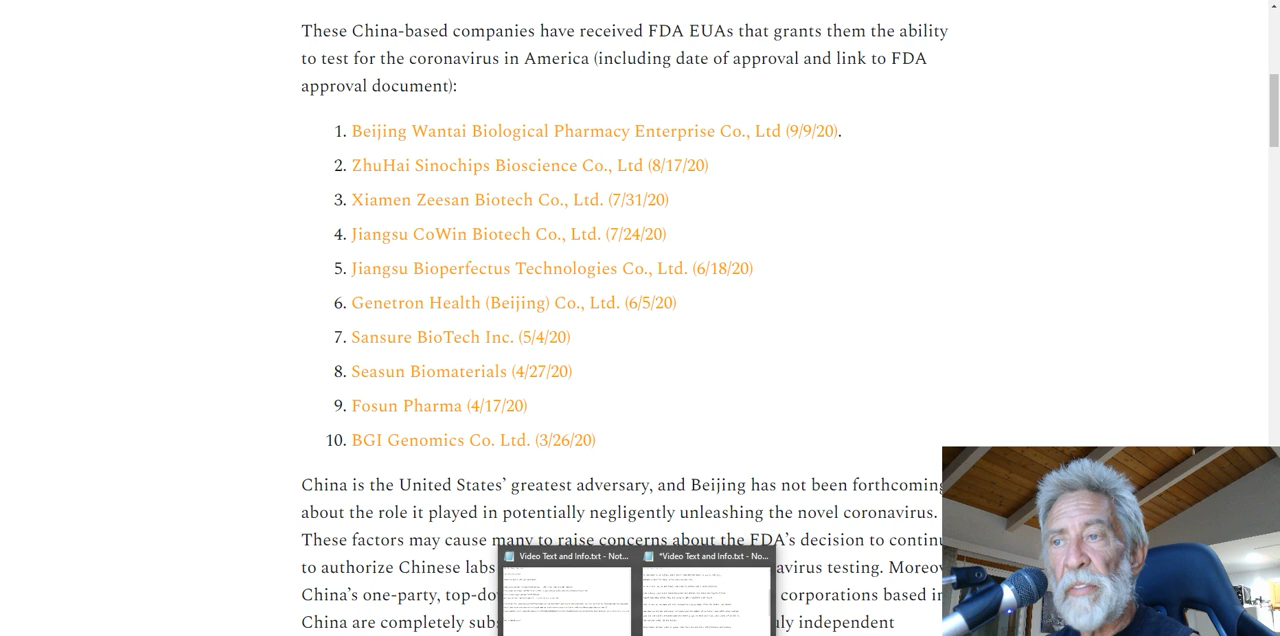 These China-based companies have received FDA EUAs that grants them the ability
to test for the coronavirus in America (including date of approval and link to FDA
approval document):
1. Beijing Wantai Biological Pharmacy Enterprise Co., Ltd (9/9/20).
2. ZhuHai Sinochips Bioscience Co., Ltd (8/17/20)
3. Xiamen Zeesan Biotech Co., Ltd. (7/31/20)
4. Jiangsu CoWin Biotech Co., Ltd. (7/24/20)
5. Jiangsu Bioperfectus Technologies Co., Ltd. (6/18/20)
6. Genetron Health (Beijing) Co., Ltd. (6/5/20)
7. Sansure BioTech Inc. (5/4/20)
8. Seasun Biomaterials (4/27/20)
9. Fosun Pharma (4/17/20)
10. BGI Genomics Co. Ltd. (3/26/20)
China is the United States’ greatest adversary, and Beijing has not been forthcoming
about the role it played in potentially negligently unleashing the novel coronavirus.
These factors may cause many to raise concerns about the FDA’s decision to continu
to authorize Chinese labs avirus testing. Moreov
China’s one-party, top-do orporations based in
China are completely sub uly independent
Video Text and Info.txt - Not... *Video Text and Info.txt - No...